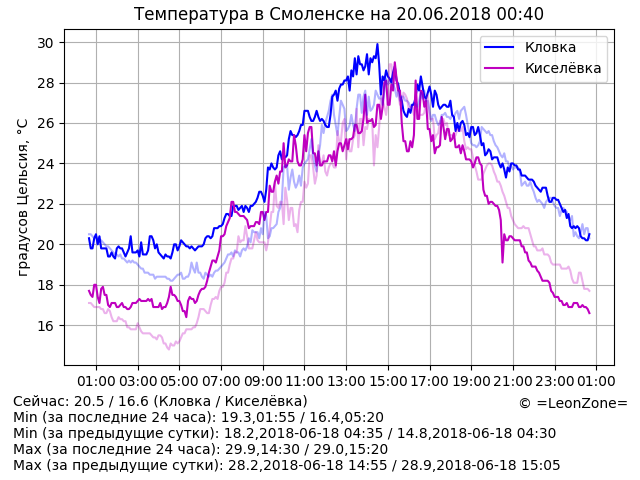 Температура в Смоленске на 20.06.2018 00:40
градусов Цельсия, °C
30
28
26
24
22
20
18
16
Кловка
Киселёвка
01:00 03:00 05:00 07:00 09:00 11:00 13:00 15:00 17:00 19:00 21:00 23:00 01:00
Сейчас: 20.5 / 16.6 (Кловка / Киселёвка)
© =LeonZone=
Min (за последние 24 часа): 19.3,01:55 / 16.4,05:20
Min (за предыдущие сутки): 18.2,2018-06-18 04:35 / 14.8,2018-06-18 04:30
Max (за последние 24 часа): 29.9,14:30 / 29.0,15:20
Max (за предыдущие сутки): 28.2,2018-06-18 14:55 / 28.9,2018-06-18 15:05